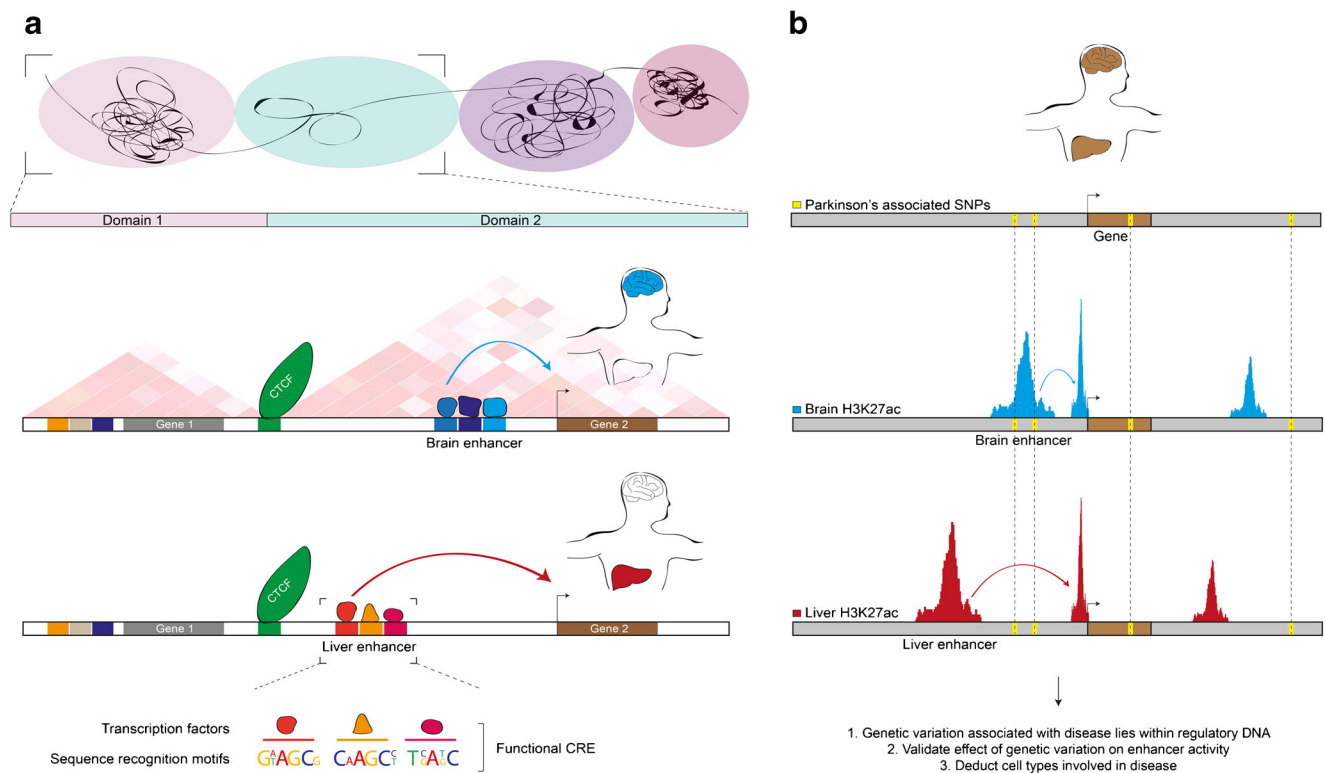 a
Domain 1
Domain 2
CTCF
Gene 1
Gene 2
Brain enhancer
CTCF
Gene 1
Gene 2
Liver enhancer
Transcription factors
Sequence recognition motifs
Functional CRE
b
Parkinson's associated SNPs
Gene
Brain H3K27ac
Brain enhancer
Liver H3K27ac
Liver enhancer
1. Genetic variation associated with disease lies within regulatory DNA
2. Validate effect of genetic variation on enhancer activity
3. Deduct cell types involved in disease